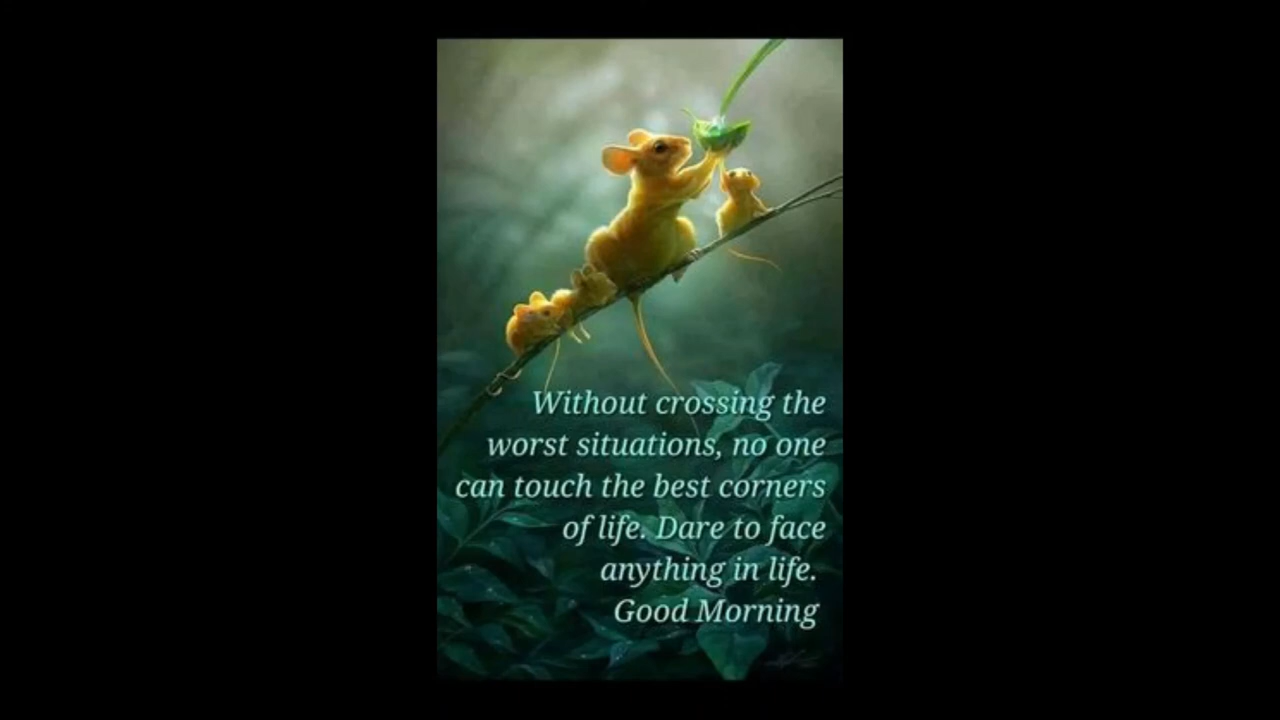 Without crossing the
worst situations, no one
can touch the best corners
of life. Dare to face
anything in life.
Good Morning